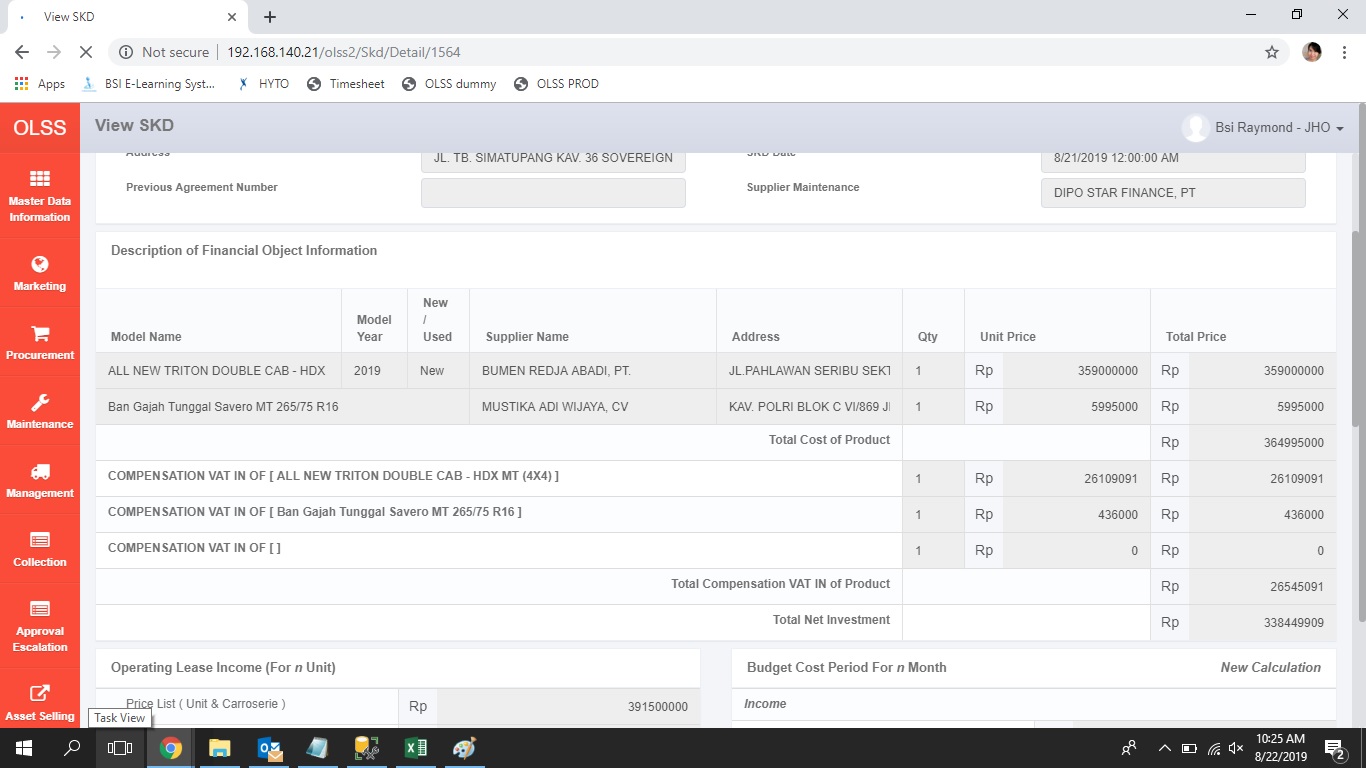 View SKD
Not secure
192.168.140.21/olss2/Skd/Detail/1564
Apps
BSI E-Learning Syst...
HYTO
Timesheet
OLSS dummy
OLSS PROD
OLSS
View SKD
Bsi Raymond - JHO
Master Data
Information
Marketing
Procurement
Maintenance
Management
Collection
Approval
Escalation
Asset Selling
Address
JL. TB. SIMATUPANG KAV. 36 SOVEREIGN
SKD Date
8/21/2019 12:00:00 AM
Previous Agreement Number
Supplier Maintenance
DIPO STAR FINANCE, PT
Description of Financial Object Information
Model Name
Model
Year
New
/
Used
Supplier Name
Address
Qty
Unit Price
Total Price
ALL NEW TRITON DOUBLE CAB - HDX
2019
New
BUMEN REDJA ABADI, PT.
JL.PAHLAWAN SERIBU SEKT
1
Rp
359000000
Rp
359000000
Ban Gajah Tunggal Savero MT 265/75 R16
MUSTIKA ADI WIJAYA, CV
KAV. POLRI BLOK C VI/869 JI
1
Rp
5995000
Rp
5995000
Total Cost of Product
Rp
364995000
COMPENSATION VAT IN OF [ ALL NEW TRITON DOUBLE CAB - HDX MT (4X4) ]
1
Rp
26109091
Rp
26109091
COMPENSATION VAT IN OF [ Ban Gajah Tunggal Savero MT 265/75 R16 ]
1
Rp
436000
Rp
436000
COMPENSATION VAT IN OF [ ]
1
Rp
0
Rp
0
Total Compensation VAT IN of Product
Rp
26545091
Total Net Investment
Rp
338449909
Operating Lease Income (For n Unit)
Price List ( Unit & Carroserie )
Rp
391500000
Budget Cost Period For n Month
New Calculation
Income
Task View
10:25 AM
8/22/2019
2